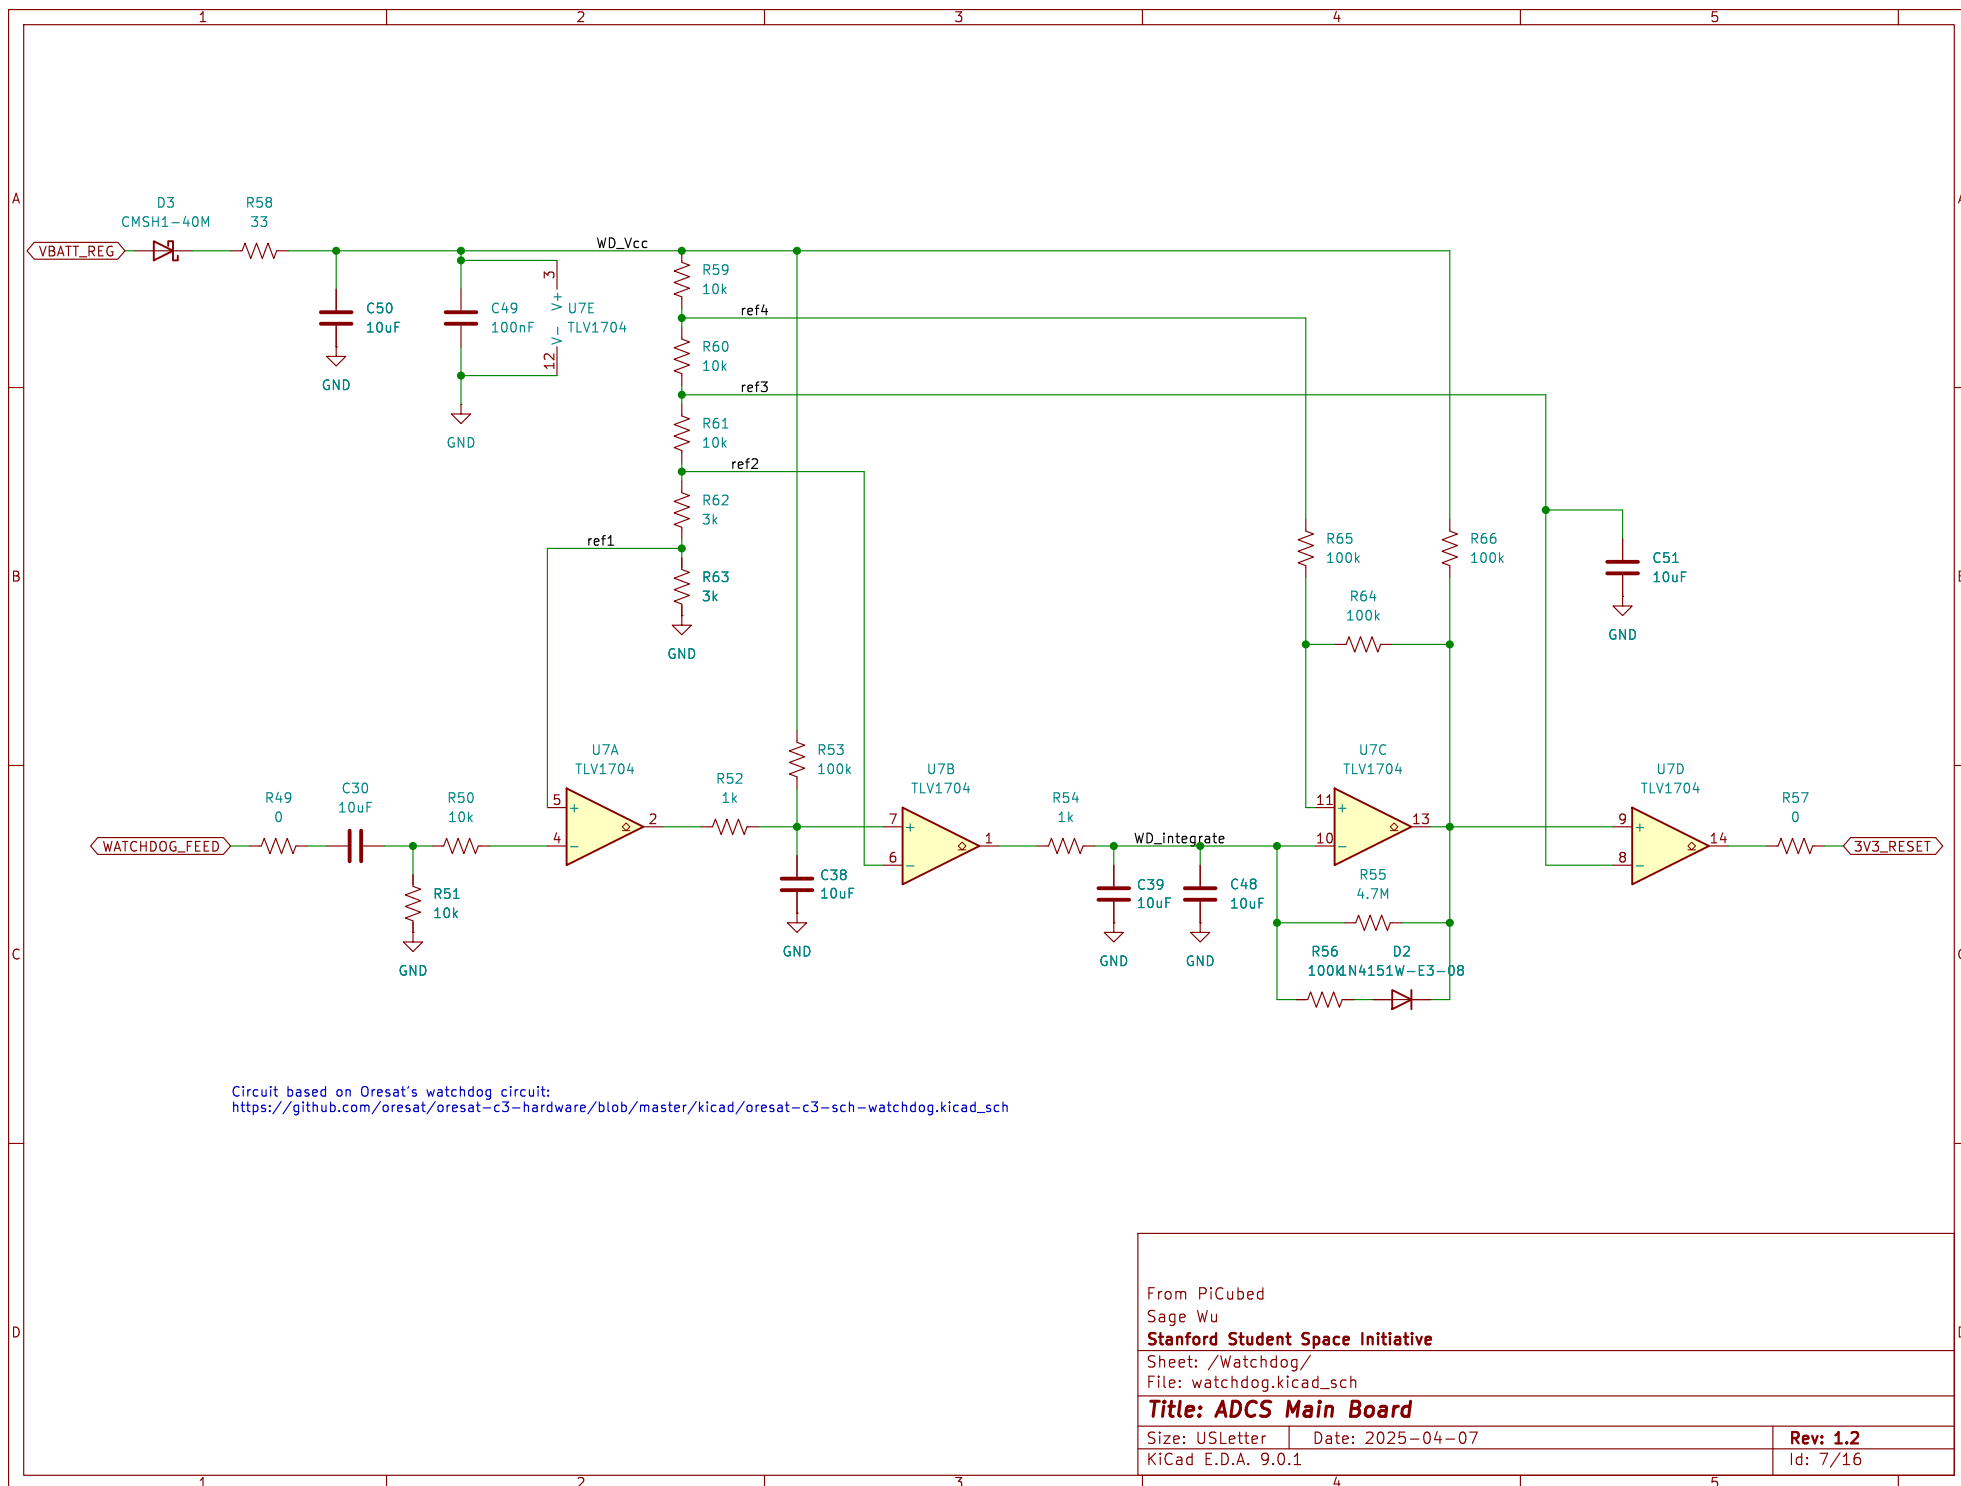 1 2 3 4 5
A
D3
CMSH1-40M
R58
33
VBATT_REG
WD_Vcc
C50
10uF
GND
C49
100nF
3
V+
V-
12
U7E
TLV1704
GND
R59
10k
ref4
R60
10k
ref3
R61
10k
ref2
R62
3k
ref1
R63
3k
GND
B
R65
100k
R66
100k
R64
100k
C51
10uF
GND
R49
0
C30
10uF
R50
10k
WATCHDOG_FEED
R51
10k
GND
U7A
TLV1704
5
+
4
-
2
R52
1k
R53
100k
C38
10uF
GND
U7B
TLV1704
7
+
6
-
1
R54
1k
WD_integrate
C39
10uF
GND
C48
10uF
GND
U7C
TLV1704
11
+
10
-
13
R55
4.7M
R56
100k
D2
1N4151W-E3-08
U7D
TLV1704
9
+
8
-
14
R57
0
3V3_RESET
C
Circuit based on Oresat's watchdog circuit:
https://github.com/oresat/oresat-c3-hardware/blob/master/kicad/oresat-c3-sch-watchdog.kicad_sch
D
From PiCubed
Sage Wu
Stanford Student Space Initiative
Sheet: /Watchdog/
File: watchdog.kicad_sch
Title: ADCS Main Board
Size: USLetter Date: 2025-04-07 Rev: 1.2
KiCad E.D.A. 9.0.1 Id: 7/16
1 2 3 4 5